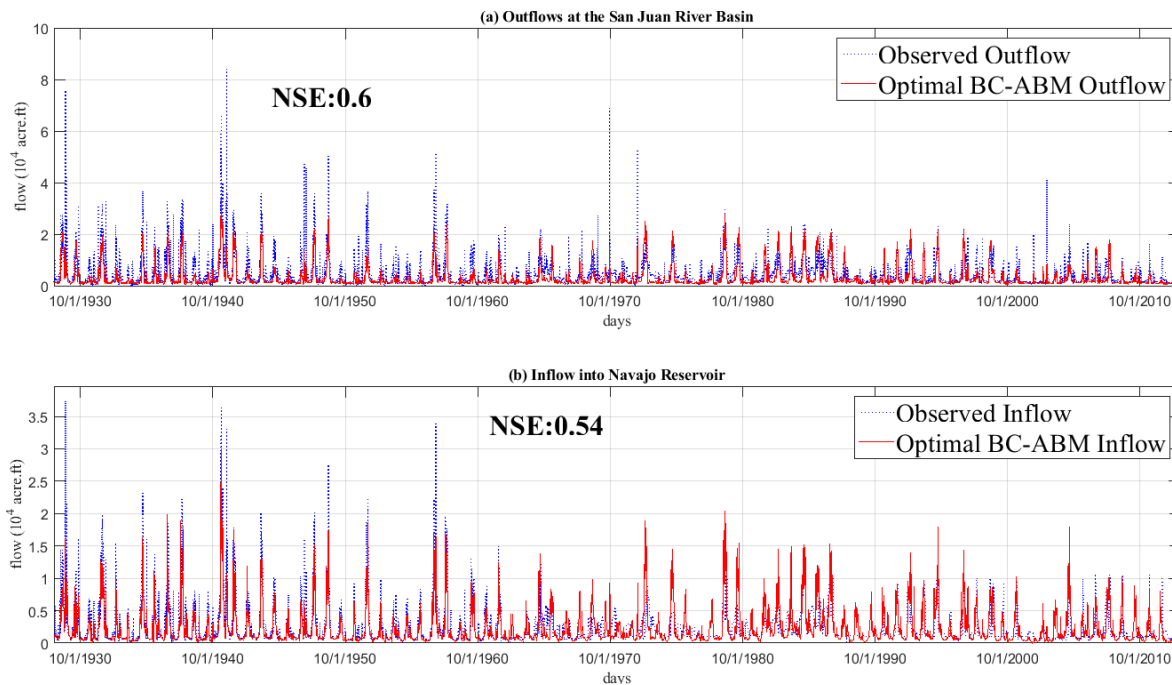 (a) Outflows at the San Juan River Basin
10
8
6
4
2
0
flow (10⁴ acre.ft)
NSE:0.6
Observed Outflow
Optimal BC-ABM Outflow
10/1/1930 10/1/1940 10/1/1950 10/1/1960 10/1/1970 10/1/1980 10/1/1990 10/1/2000 10/1/2010
days
(b) Inflow into Navajo Reservoir
3.5
3
2.5
2
1.5
1
0.5
0
flow (10⁴ acre.ft)
NSE:0.54
Observed Inflow
Optimal BC-ABM Inflow
10/1/1930 10/1/1940 10/1/1950 10/1/1960 10/1/1970 10/1/1980 10/1/1990 10/1/2000 10/1/2010
days